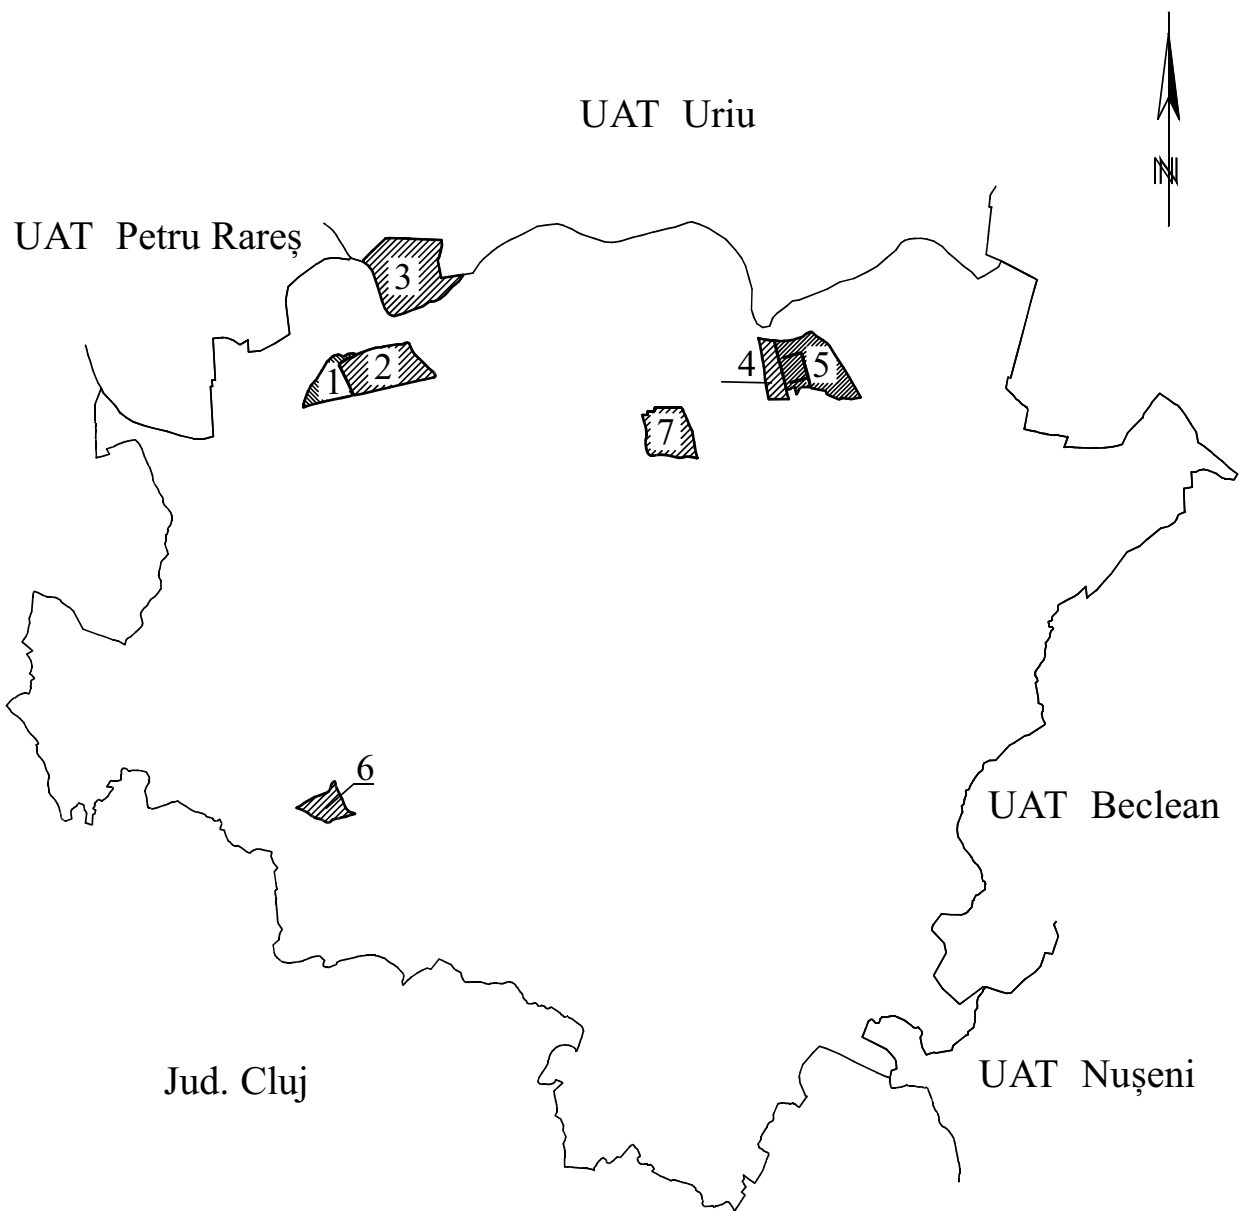 UAT Uriu
N
UAT Petru Rareș
3
1
2
4
5
7
6
UAT Beclean
Jud. Cluj
UAT Nușeni